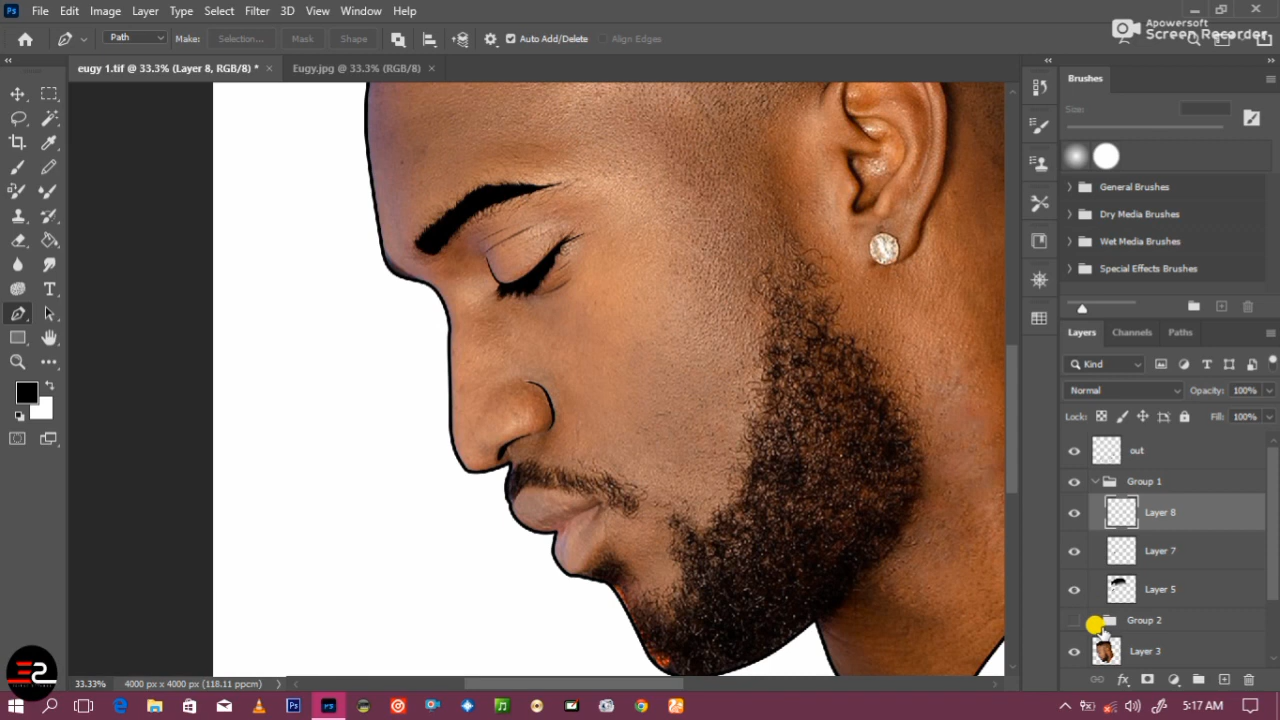 Ps File Edit Image Layer Type Select Filter 3D View Window Help
Apowersoft
Screen Recorder
Path Make: Selection... Mask Shape Auto Add/Delete Align Edges
eugy 1.tif @ 33.3% (Layer 8, RGB/8) * × Eugy.jpg @ 33.3% (RGB/8) ×
Brushes
Size:
General Brushes
Dry Media Brushes
Wet Media Brushes
Special Effects Brushes
Layers Channels Paths
Kind
Normal Opacity: 100%
Lock: Fill: 100%
out
Group 1
Layer 8
Layer 7
Layer 5
Group 2
Layer 3
33.33% 4000 px x 4000 px (118.11 ppcm)
5:17 AM